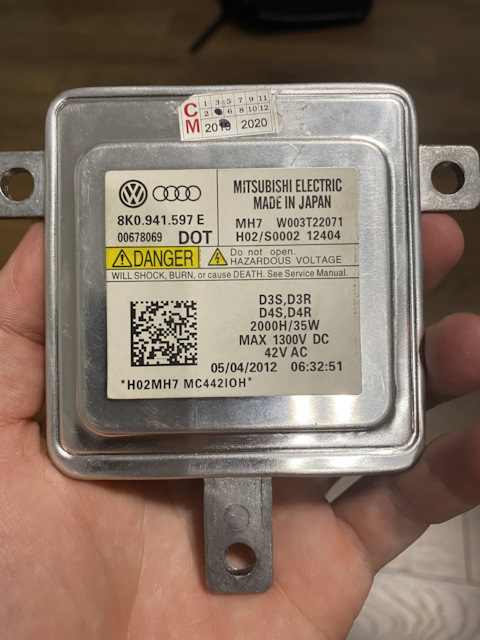 C M
1 3 5 7 9 11
2 6 8 10 12
2019 2020
8K0.941.597 E
00678069 DOT
MITSUBISHI ELECTRIC
MADE IN JAPAN
MH7 W003T22071
H02/S0002 12404
DANGER
Do not open.
HAZARDOUS VOLTAGE
WILL SHOCK, BURN, or cause DEATH. See Service Manual.
D3S,D3R
D4S,D4R
2000H/35W
MAX 1300V DC
42V AC
05/04/2012 06:32:51
*H02MH7 MC442IOH*